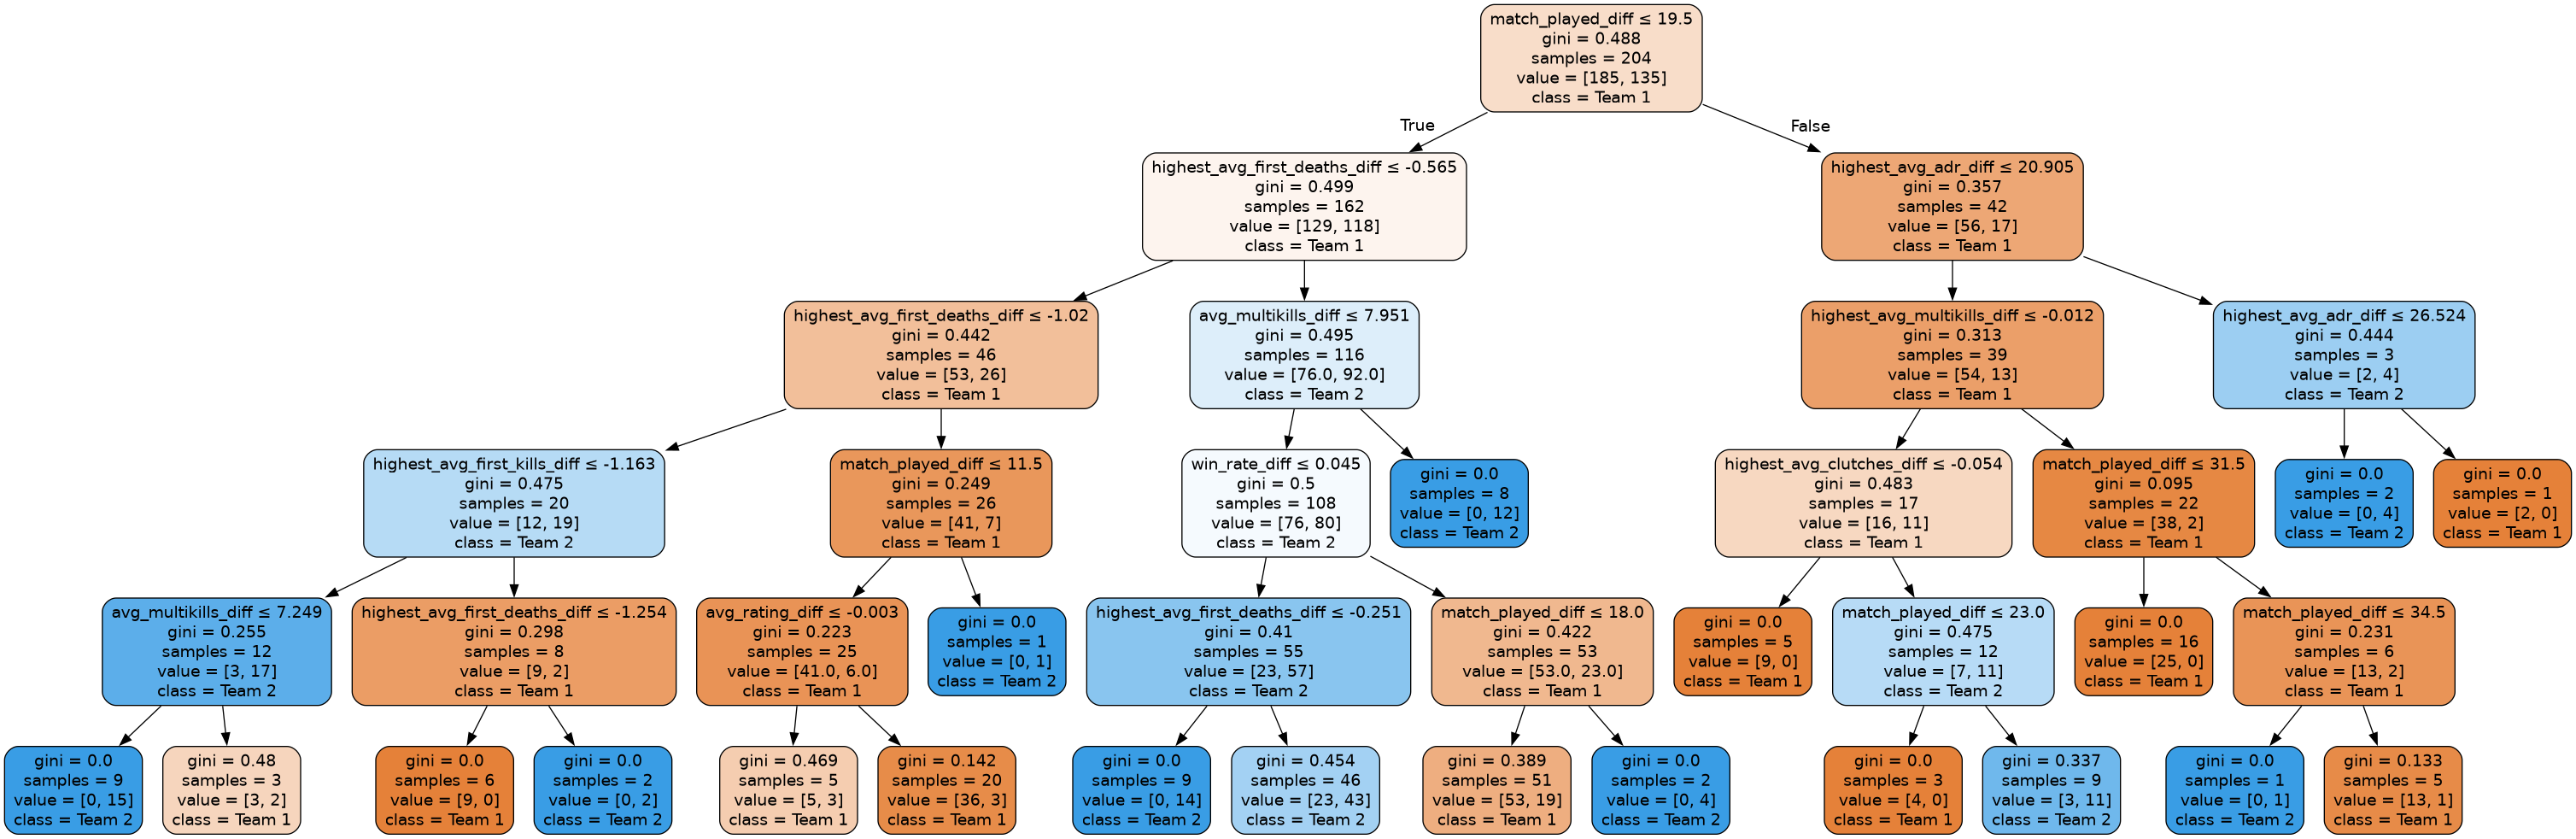 match_played_diff ≤ 19.5
gini = 0.488
samples = 204
value = [185, 135]
class = Team 1
True
False
highest_avg_first_deaths_diff ≤ -0.565
gini = 0.499
samples = 162
value = [129, 118]
class = Team 1
highest_avg_adr_diff ≤ 20.905
gini = 0.357
samples = 42
value = [56, 17]
class = Team 1
highest_avg_first_deaths_diff ≤ -1.02
gini = 0.442
samples = 46
value = [53, 26]
class = Team 1
avg_multikills_diff ≤ 7.951
gini = 0.495
samples = 116
value = [76.0, 92.0]
class = Team 2
highest_avg_multikills_diff ≤ -0.012
gini = 0.313
samples = 39
value = [54, 13]
class = Team 1
highest_avg_adr_diff ≤ 26.524
gini = 0.444
samples = 3
value = [2, 4]
class = Team 2
highest_avg_first_kills_diff ≤ -1.163
gini = 0.475
samples = 20
value = [12, 19]
class = Team 2
match_played_diff ≤ 11.5
gini = 0.249
samples = 26
value = [41, 7]
class = Team 1
win_rate_diff ≤ 0.045
gini = 0.5
samples = 108
value = [76, 80]
class = Team 2
gini = 0.0
samples = 8
value = [0, 12]
class = Team 2
highest_avg_clutches_diff ≤ -0.054
gini = 0.483
samples = 17
value = [16, 11]
class = Team 1
match_played_diff ≤ 31.5
gini = 0.095
samples = 22
value = [38, 2]
class = Team 1
gini = 0.0
samples = 2
value = [0, 4]
class = Team 2
gini = 0.0
samples = 1
value = [2, 0]
class = Team 1
avg_multikills_diff ≤ 7.249
gini = 0.255
samples = 12
value = [3, 17]
class = Team 2
highest_avg_first_deaths_diff ≤ -1.254
gini = 0.298
samples = 8
value = [9, 2]
class = Team 1
avg_rating_diff ≤ -0.003
gini = 0.223
samples = 25
value = [41.0, 6.0]
class = Team 1
gini = 0.0
samples = 1
value = [0, 1]
class = Team 2
highest_avg_first_deaths_diff ≤ -0.251
gini = 0.41
samples = 55
value = [23, 57]
class = Team 2
match_played_diff ≤ 18.0
gini = 0.422
samples = 53
value = [53.0, 23.0]
class = Team 1
gini = 0.0
samples = 5
value = [9, 0]
class = Team 1
match_played_diff ≤ 23.0
gini = 0.475
samples = 12
value = [7, 11]
class = Team 2
gini = 0.0
samples = 16
value = [25, 0]
class = Team 1
match_played_diff ≤ 34.5
gini = 0.231
samples = 6
value = [13, 2]
class = Team 1
gini = 0.0
samples = 9
value = [0, 15]
class = Team 2
gini = 0.48
samples = 3
value = [3, 2]
class = Team 1
gini = 0.0
samples = 6
value = [9, 0]
class = Team 1
gini = 0.0
samples = 2
value = [0, 2]
class = Team 2
gini = 0.469
samples = 5
value = [5, 3]
class = Team 1
gini = 0.142
samples = 20
value = [36, 3]
class = Team 1
gini = 0.0
samples = 9
value = [0, 14]
class = Team 2
gini = 0.454
samples = 46
value = [23, 43]
class = Team 2
gini = 0.389
samples = 51
value = [53, 19]
class = Team 1
gini = 0.0
samples = 2
value = [0, 4]
class = Team 2
gini = 0.0
samples = 3
value = [4, 0]
class = Team 1
gini = 0.337
samples = 9
value = [3, 11]
class = Team 2
gini = 0.0
samples = 1
value = [0, 1]
class = Team 2
gini = 0.133
samples = 5
value = [13, 1]
class = Team 1